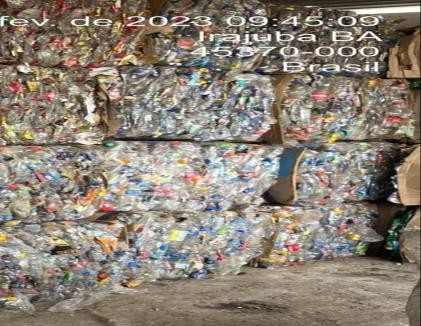 fev. de 2023 09:45:09
Irajuba BA
45370-000
Brasil